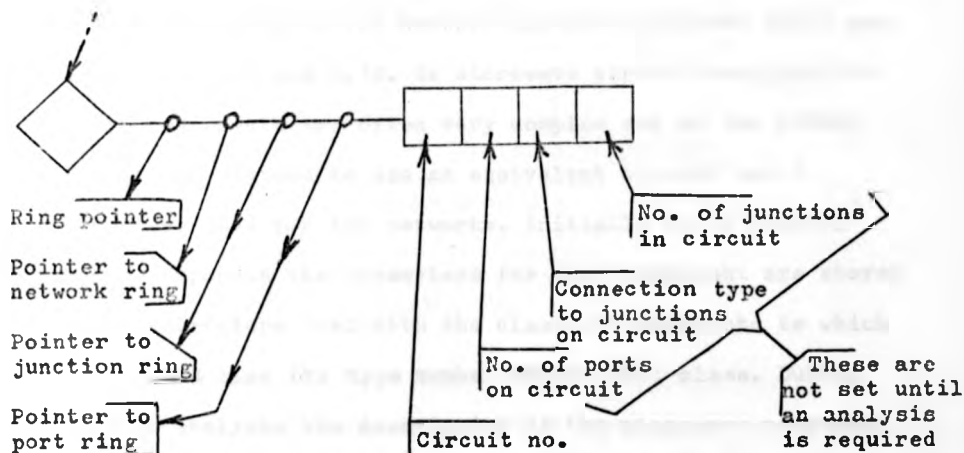 Ring pointer
Pointer to
network ring
Pointer to
junction ring
Pointer to
port ring
No. of junctions
in circuit
Connection type
to junctions
on circuit
No. of ports
on circuit
Circuit no.
These are
not set until
an analysis
is required